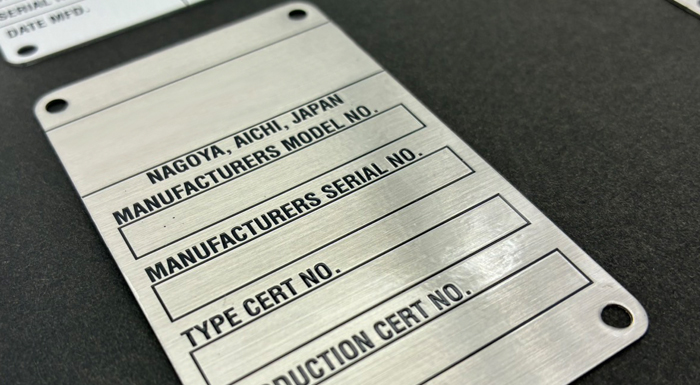 SERIAL
DATE MFD.
NAGOYA, AICHI, JAPAN
MANUFACTURERS MODEL NO.
MANUFACTURERS SERIAL NO.
TYPE CERT NO.
DUCTION CERT NO.